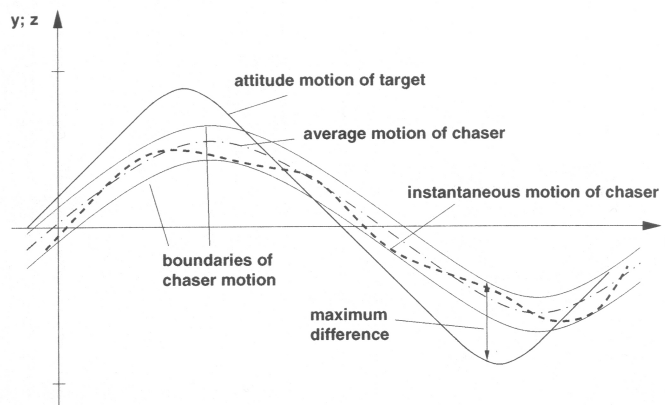 y; z
attitude motion of target
average motion of chaser
instantaneous motion of chaser
boundaries of
chaser motion
maximum
difference